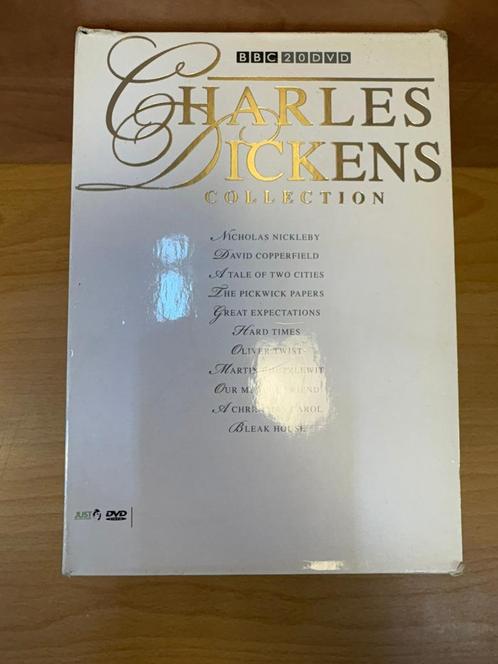 BBC 20DVD
CHARLES
DICKENS
COLLECTION
NICHOLAS NICKLEBY
DAVID COPPERFIELD
A TALE OF TWO CITIES
THE PICKWICK PAPERS
GREAT EXPECTATIONS
HARD TIMES
OLIVER TWIST
MARTIN CHUZZLEWIT
OUR MUTUAL FRIEND
A CHRISTMAS CAROL
BLEAK HOUSE
JUST DVD